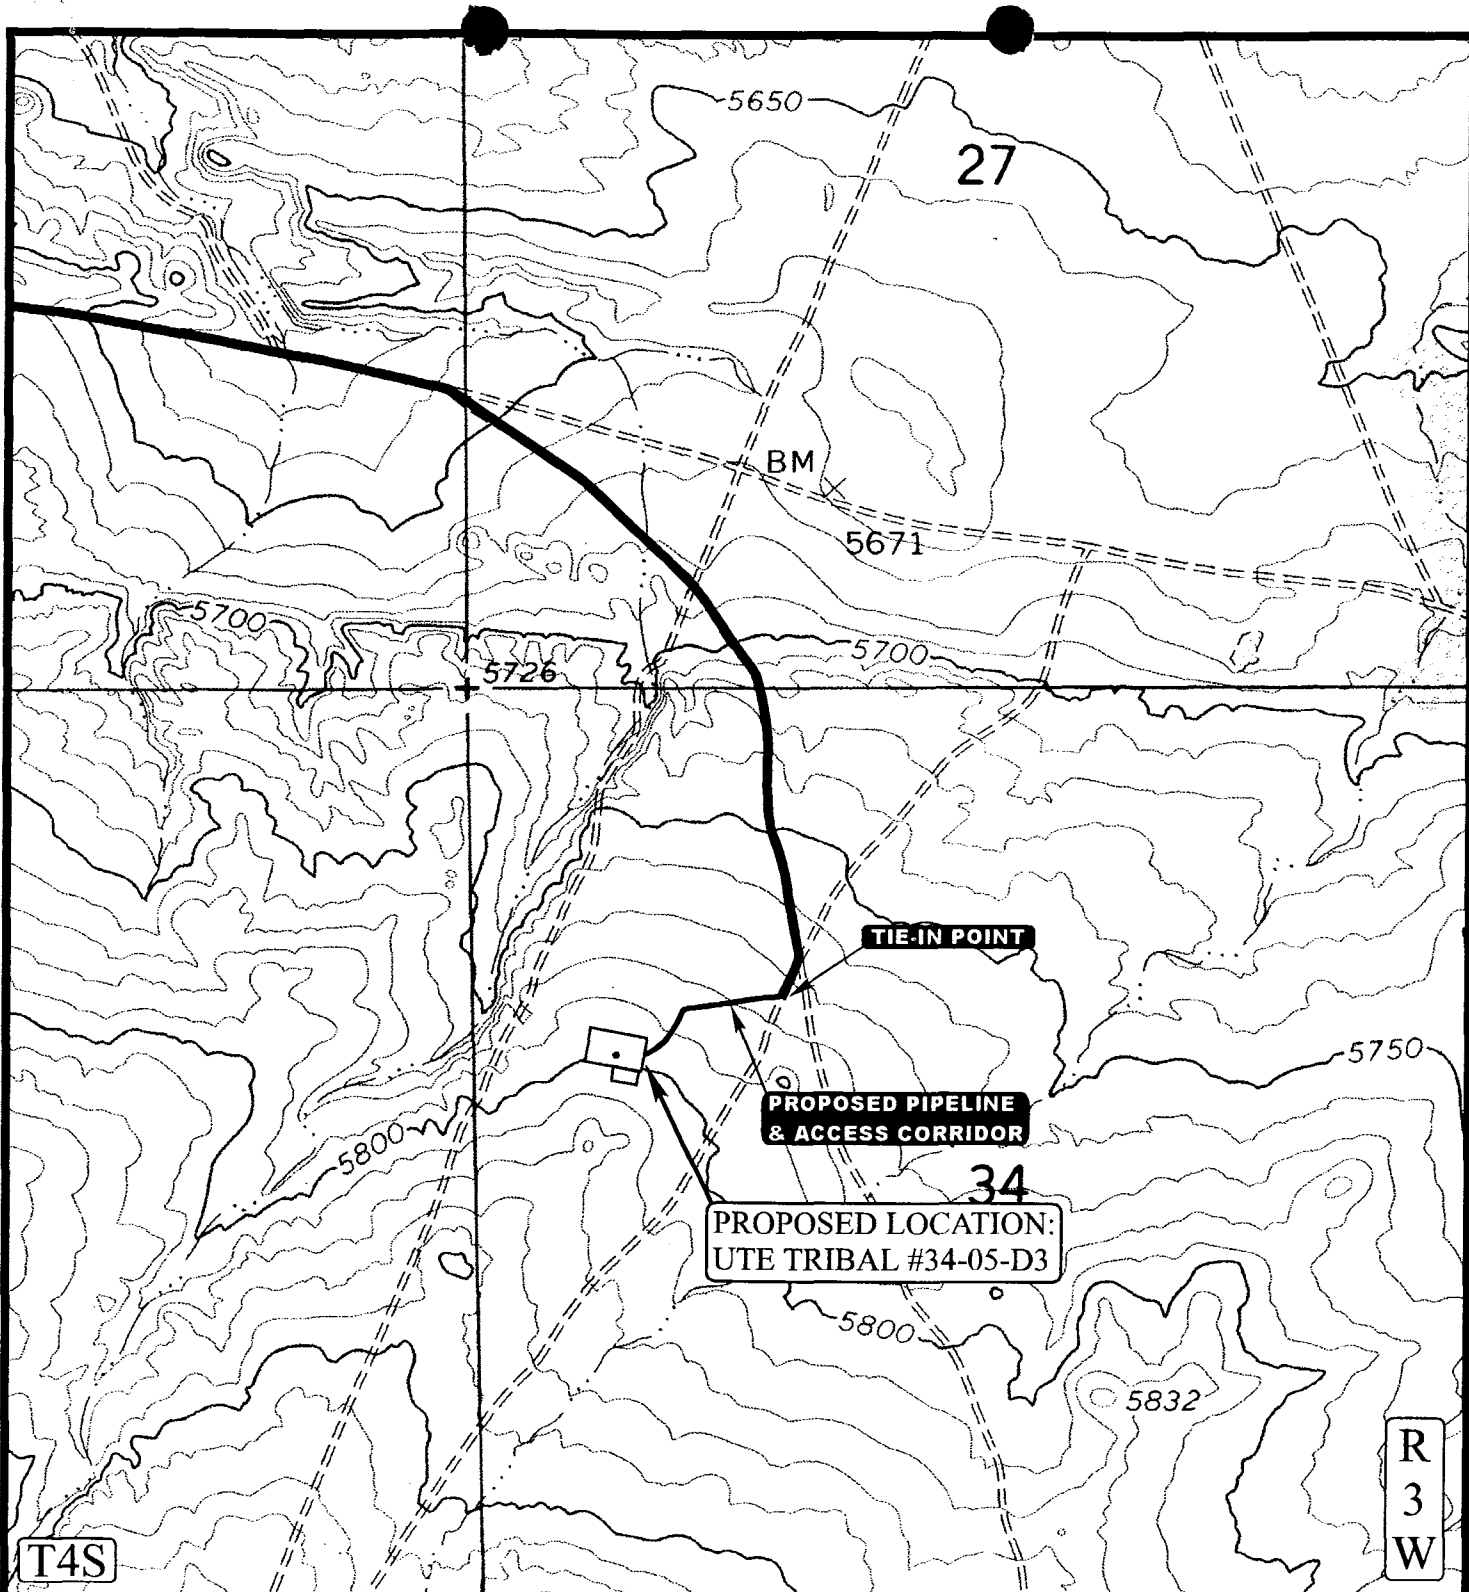 5650
27
BM
5671
5700
5700
5726
TIE-IN POINT
5750
PROPOSED PIPELINE
& ACCESS CORRIDOR
5800
34
PROPOSED LOCATION:
UTE TRIBAL #34-05-D3
5800
5832
R
3
W
T4S